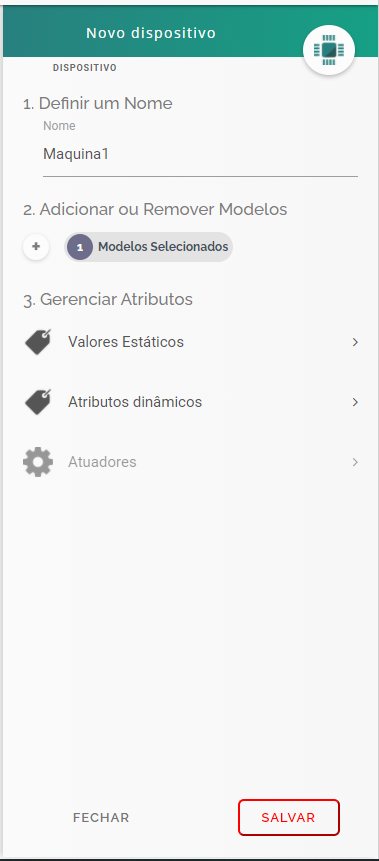 Novo dispositivo
DISPOSITIVO
1. Definir um Nome
Nome
Maquina1
2. Adicionar ou Remover Modelos
+ 1 Modelos Selecionados
3. Gerenciar Atributos
Valores Estáticos
Atributos dinâmicos
Atuadores
FECHAR SALVAR